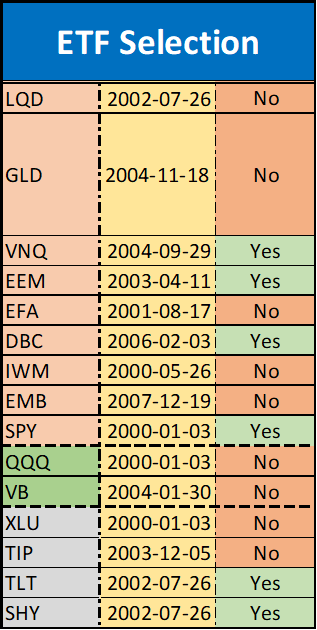 ETF Selection
LQD 2002-07-26 No
GLD 2004-11-18 No
VNQ 2004-09-29 Yes
EEM 2003-04-11 Yes
EFA 2001-08-17 No
DBC 2006-02-03 Yes
IWM 2000-05-26 No
EMB 2007-12-19 No
SPY 2000-01-03 Yes
QQQ 2000-01-03 No
VB 2004-01-30 No
XLU 2000-01-03 No
TIP 2003-12-05 No
TLT 2002-07-26 Yes
SHY 2002-07-26 Yes